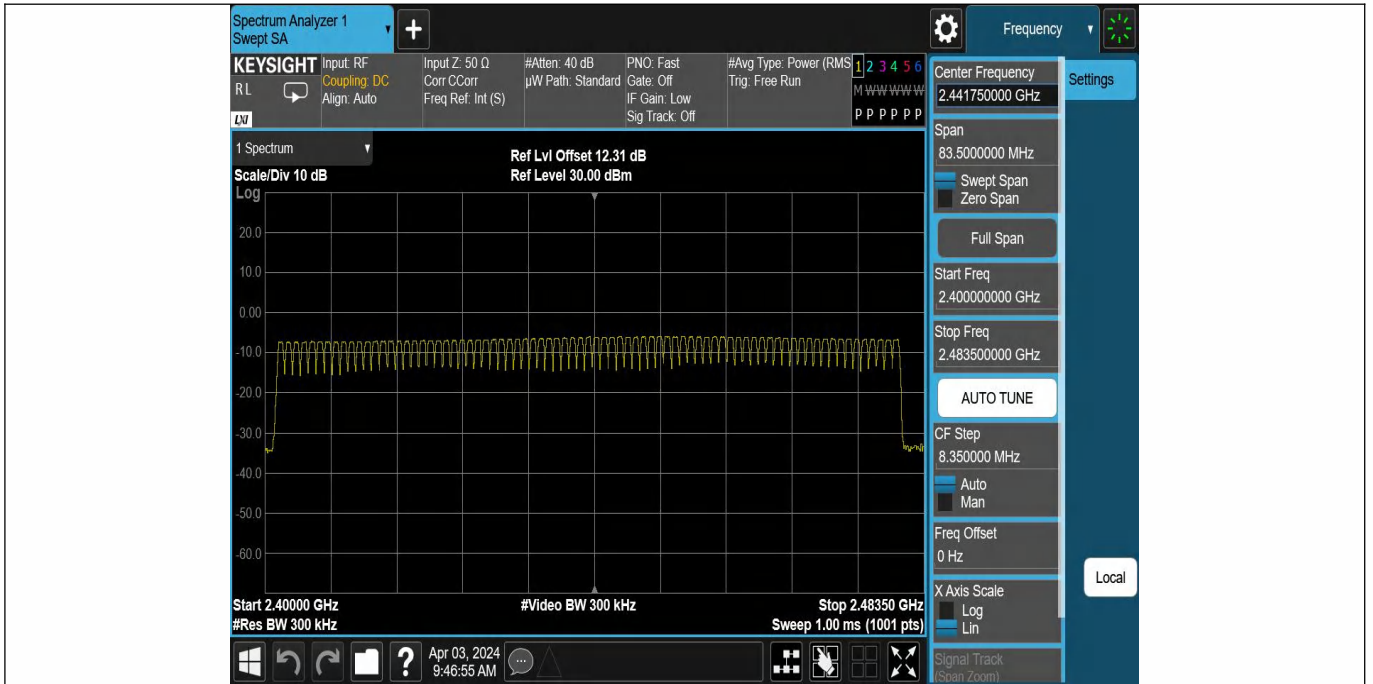 Spectrum Analyzer 1
Swept SA
+
Frequency
KEYSIGHT
RL
LXI
Input: RF
Coupling: DC
Align: Auto
Input Z: 50 Ω
Corr CCorr
Freq Ref: Int (S)
#Atten: 40 dB
µW Path: Standard
PNO: Fast
Gate: Off
IF Gain: Low
Sig Track: Off
#Avg Type: Power (RMS
Trig: Free Run
1 2 3 4 5 6
M W W W W W
P P P P P P
1 Spectrum
Scale/Div 10 dB
Ref Lvl Offset 12.31 dB
Ref Level 30.00 dBm
Log
20.0
10.0
0.00
-10.0
-20.0
-30.0
-40.0
-50.0
-60.0
Start 2.40000 GHz
#Res BW 300 kHz
#Video BW 300 kHz
Stop 2.48350 GHz
Sweep 1.00 ms (1001 pts)
?
Apr 03, 2024
9:46:55 AM
Center Frequency
2.441750000 GHz
Span
83.5000000 MHz
Swept Span
Zero Span
Full Span
Start Freq
2.400000000 GHz
Stop Freq
2.483500000 GHz
AUTO TUNE
CF Step
8.350000 MHz
Auto
Man
Freq Offset
0 Hz
X Axis Scale
Log
Lin
Signal Track
(Span Zoom)
Settings
Local